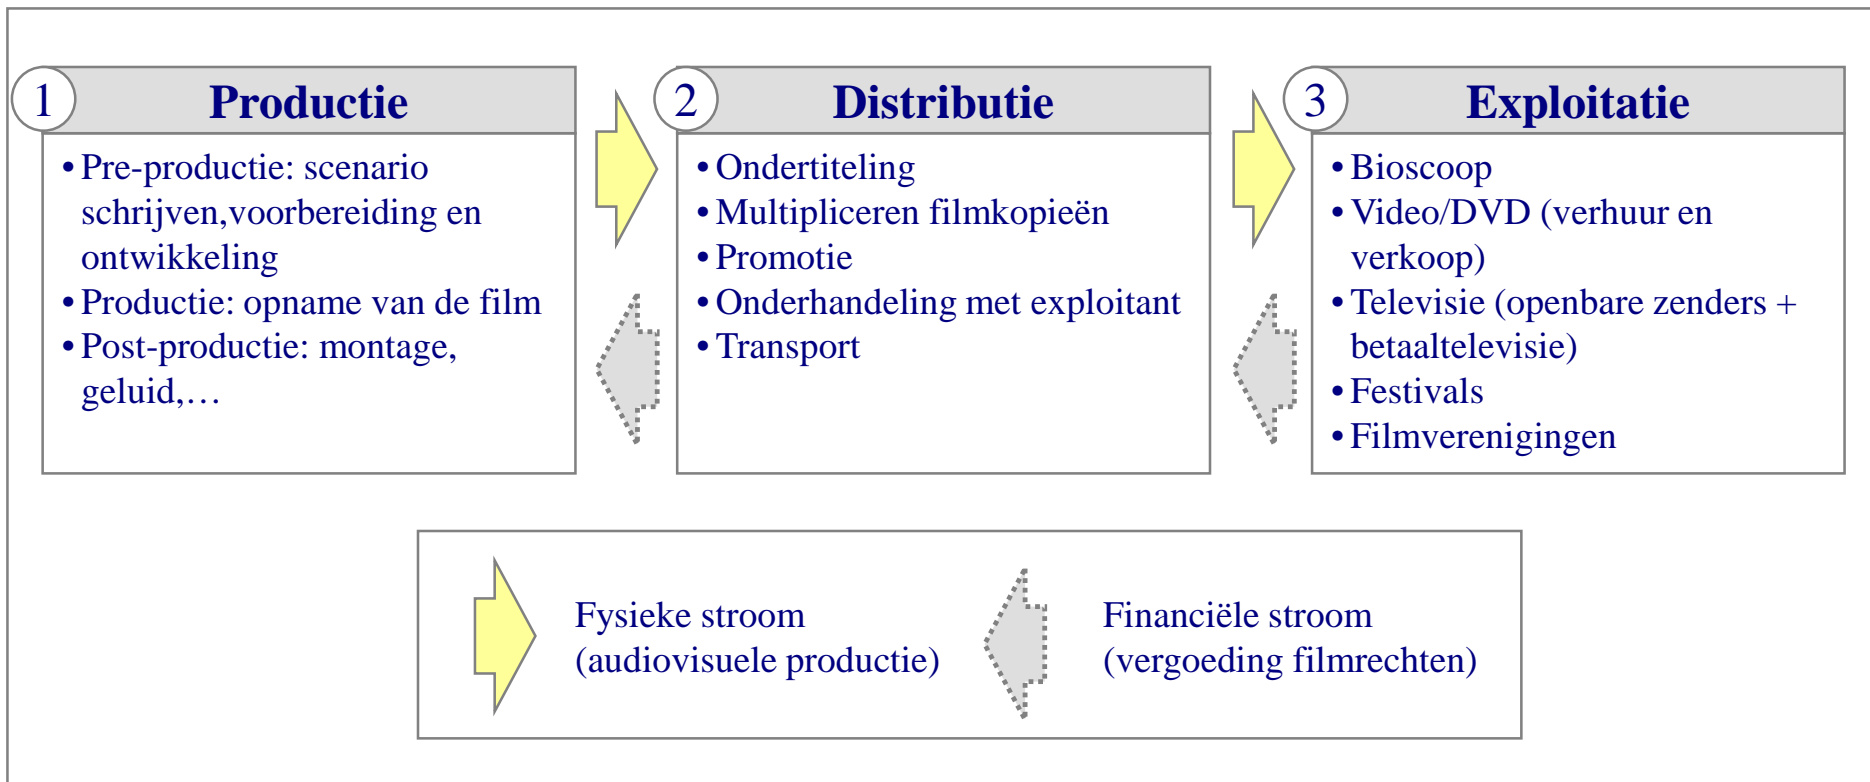 1 Productie
• Pre-productie: scenario
schrijven,voorbereiding en
ontwikkeling
• Productie: opname van de film
• Post-productie: montage,
geluid,…
2 Distributie
• Ondertiteling
• Multipliceren filmkopieën
• Promotie
• Onderhandeling met exploitant
• Transport
3 Exploitatie
• Bioscoop
• Video/DVD (verhuur en
verkoop)
• Televisie (openbare zenders +
betaaltelevisie)
• Festivals
• Filmverenigingen
Fysieke stroom
(audiovisuele productie)
Financiële stroom
(vergoeding filmrechten)